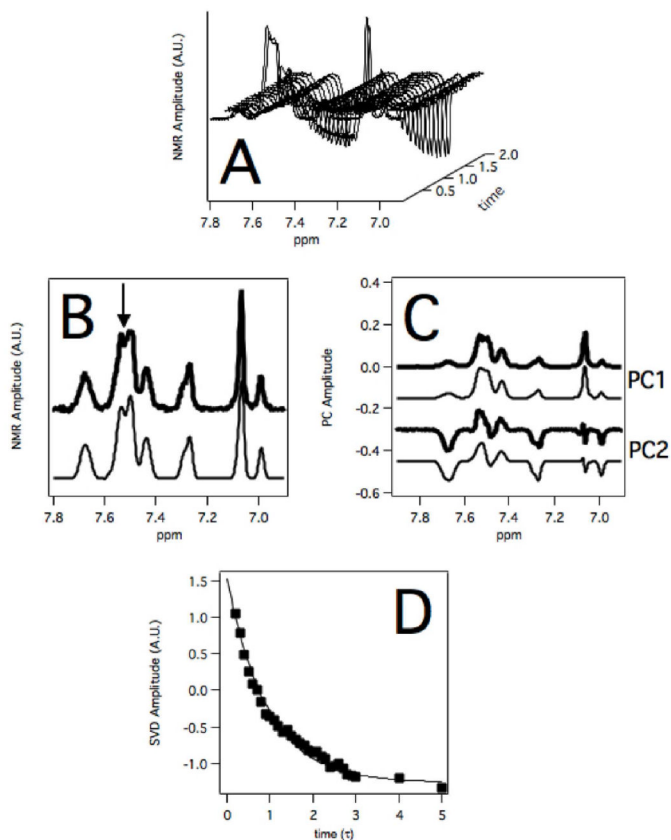 NMR Amplitude (A.U.)
A
2.0
1.5
1.0
0.5
time
7.8 7.6 7.4 7.2 7.0
ppm
NMR Amplitude (A.U.)
B
7.8 7.6 7.4 7.2 7.0
ppm
PC Amplitude
0.4
0.2
0.0
-0.2
-0.4
-0.6
C
PC1
PC2
7.8 7.6 7.4 7.2 7.0
ppm
SVD Amplitude (A.U.)
1.5
1.0
0.5
0.0
-0.5
-1.0
D
0 1 2 3 4 5
time (τ)